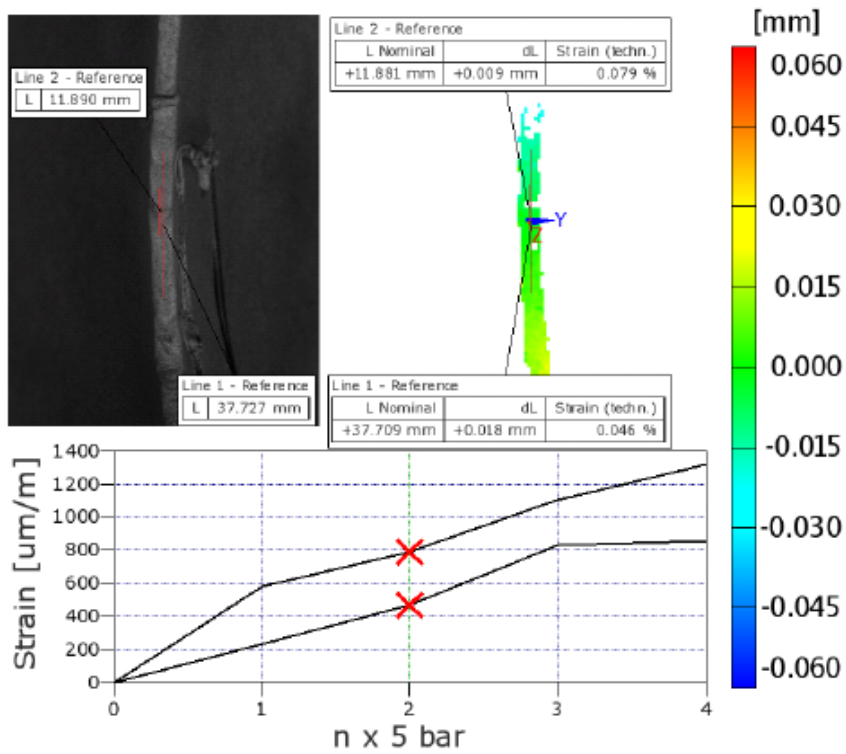 Line 2 - Reference
L 11.890 mm
Line 1 - Reference
L 37.727 mm
Line 2 - Reference
L Nominal dL Strain (techn.)
+11.881 mm +0.009 mm 0.079 %
Y
Z
Line 1 - Reference
L Nominal dL Strain (techn.)
+37.709 mm +0.018 mm 0.046 %
[mm]
0.060
0.045
0.030
0.015
0.000
-0.015
-0.030
-0.045
-0.060
Strain [um/m]
1400
1200
1000
800
600
400
200
0
0 1 2 3 4
n x 5 bar